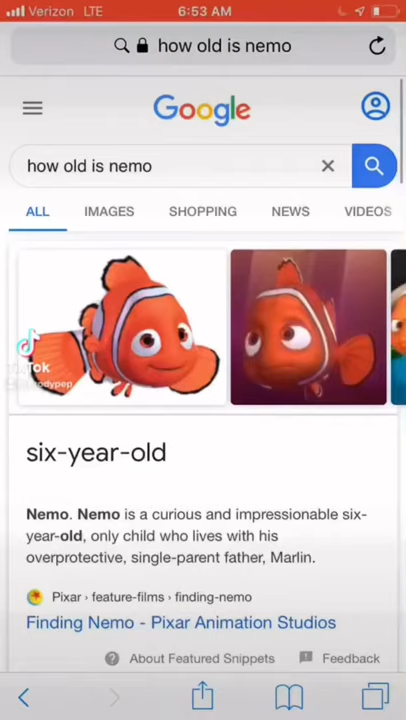 Verizon LTE 6:53 AM
how old is nemo
Google
how old is nemo
ALL IMAGES SHOPPING NEWS VIDEOS
Tok
six-year-old
Nemo. Nemo is a curious and impressionable six-
year-old, only child who lives with his
overprotective, single-parent father, Marlin.
Pixar › feature-films › finding-nemo
Finding Nemo - Pixar Animation Studios
About Featured Snippets Feedback